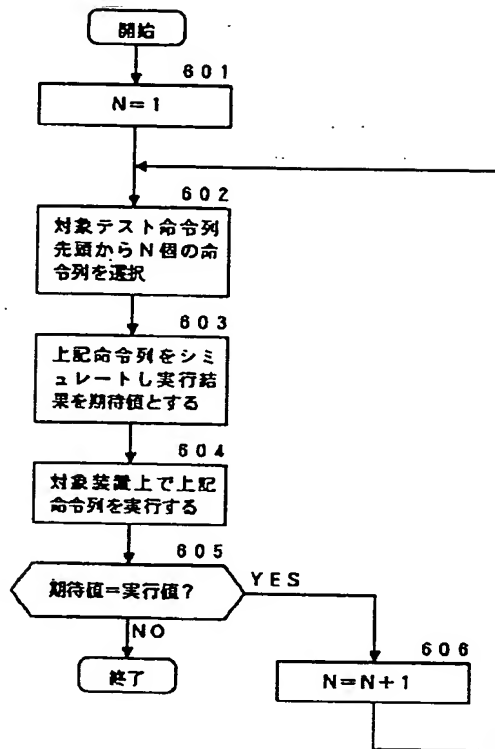 開始
601
N=1
602
対象テスト命令列
先頭からN個の命
令列を選択
603
上記命令列をシミ
ュレートし実行結
果を期待値とする
604
対象装置上で上記
命令列を実行する
605
期待値=実行値?
YES
NO
606
終了
N=N+1